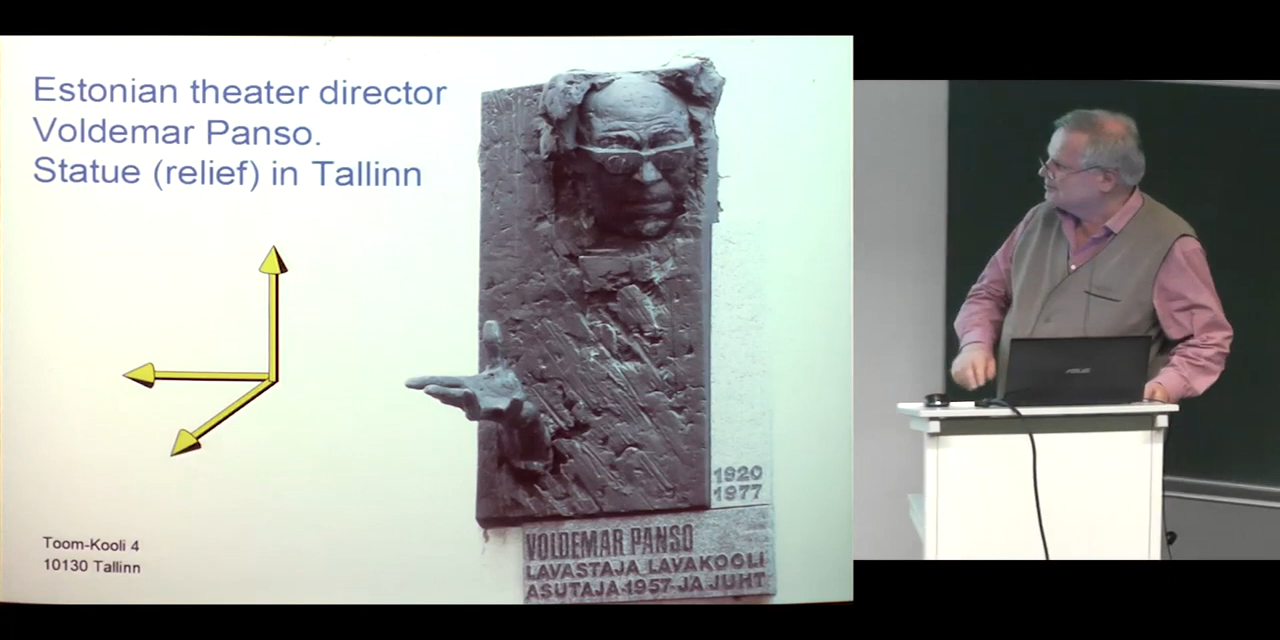 Estonian theater director
Voldemar Panso.
Statue (relief) in Tallinn
1920
1977
VOLDEMAR PANSO
LAVASTAJA LAVAKOOLI
ASUTAJA 1957 JA JUHT
Toom-Kooli 4
10130 Tallinn
ASUS